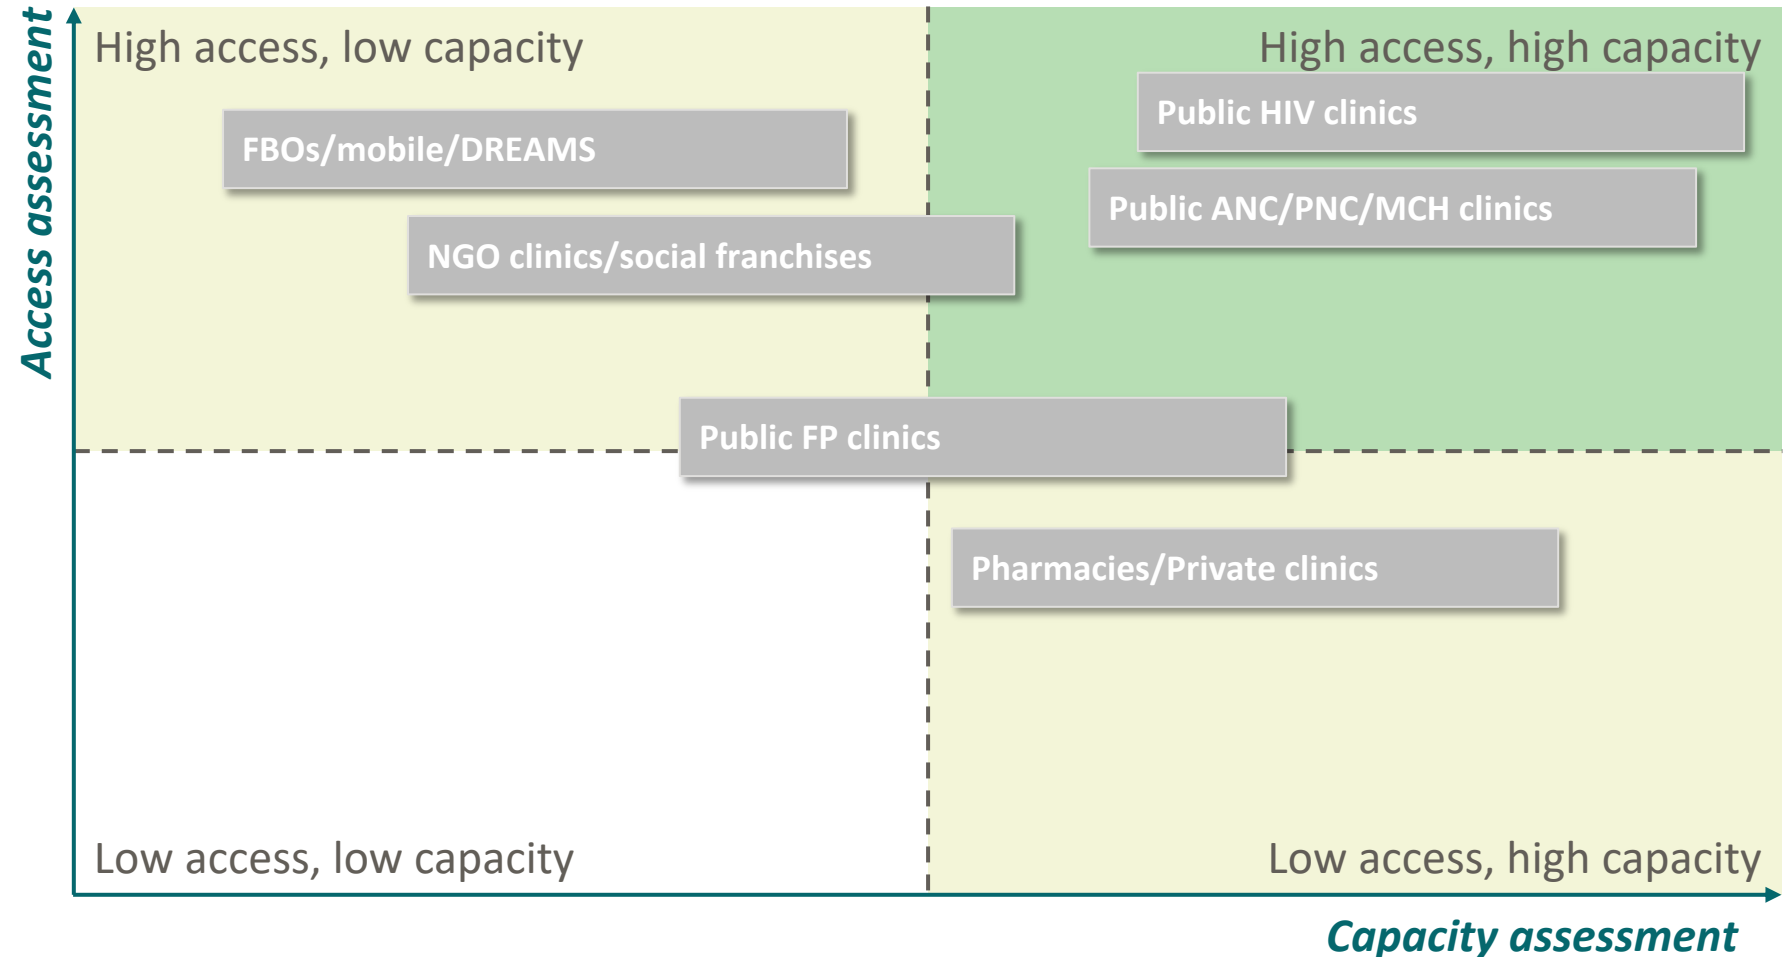 Access assessment
High access, low capacity
High access, high capacity
Public HIV clinics
FBOs/mobile/DREAMS
Public ANC/PNC/MCH clinics
NGO clinics/social franchises
Public FP clinics
Pharmacies/Private clinics
Low access, low capacity
Low access, high capacity
Capacity assessment